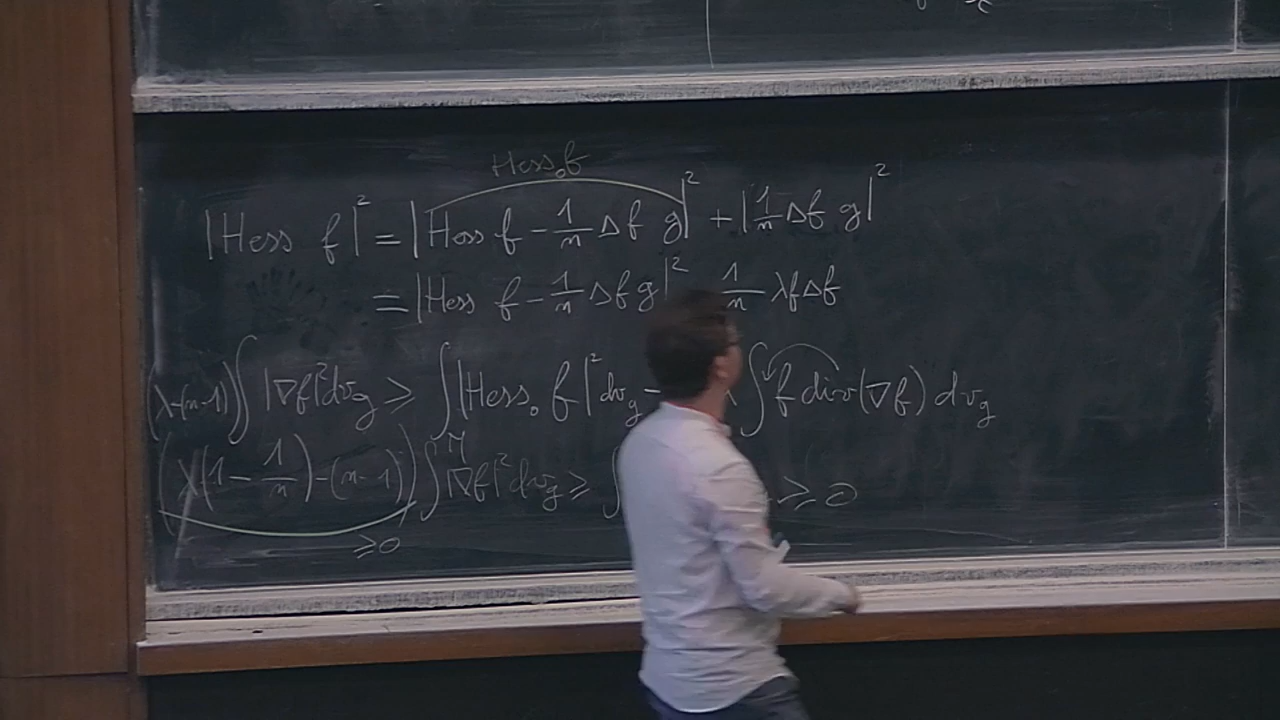 Hess₀f
|Hess f|² = |Hess f - 1/n Δf g|² + |1/n Δf g|²
= |Hess f - 1/n Δf g|² 1/n λfΔf
(λ-(n-1)) ∫ |∇f|² dv_g ≥ ∫ |Hess₀ f|² dv_g - λ ∫ f div(∇f) dv_g
(λ(1 - 1/n) - (n-1)) ∫_M |∇f|² dv_g ≥ ∫ ≥ 0
≥0